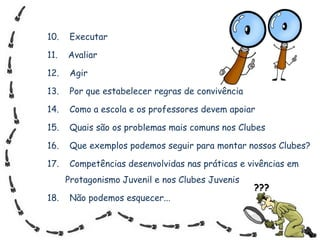 10. Executar
11. Avaliar
12. Agir
13. Por que estabelecer regras de convivência
14. Como a escola e os professores devem apoiar
15. Quais são os problemas mais comuns nos Clubes
16. Que exemplos podemos seguir para montar nossos Clubes?
17. Competências desenvolvidas nas práticas e vivências em
Protagonismo Juvenil e nos Clubes Juvenis
???
18. Não podemos esquecer...